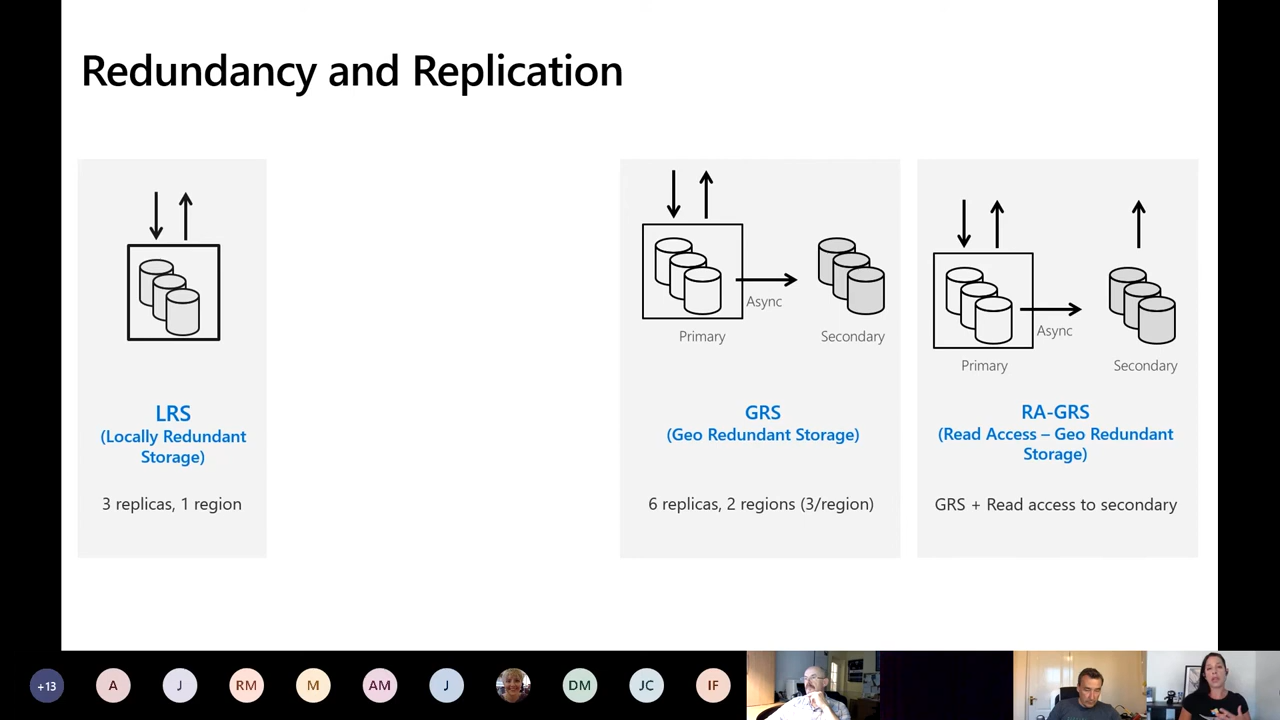 Redundancy and Replication
LRS
(Locally Redundant
Storage)
3 replicas, 1 region
Async
Primary
Secondary
GRS
(Geo Redundant Storage)
6 replicas, 2 regions (3/region)
Async
Primary
Secondary
RA-GRS
(Read Access – Geo Redundant
Storage)
GRS + Read access to secondary
+13
A
J
RM
M
AM
J
DM
JC
IF